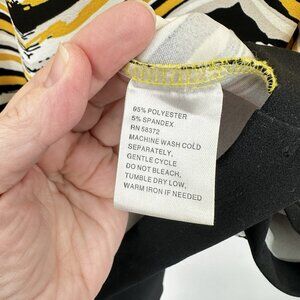 95% POLYESTER
5% SPANDEX
RN 58372
MACHINE WASH COLD
SEPARATELY,
GENTLE CYCLE
DO NOT BLEACH,
TUMBLE DRY LOW,
WARM IRON IF NEEDED